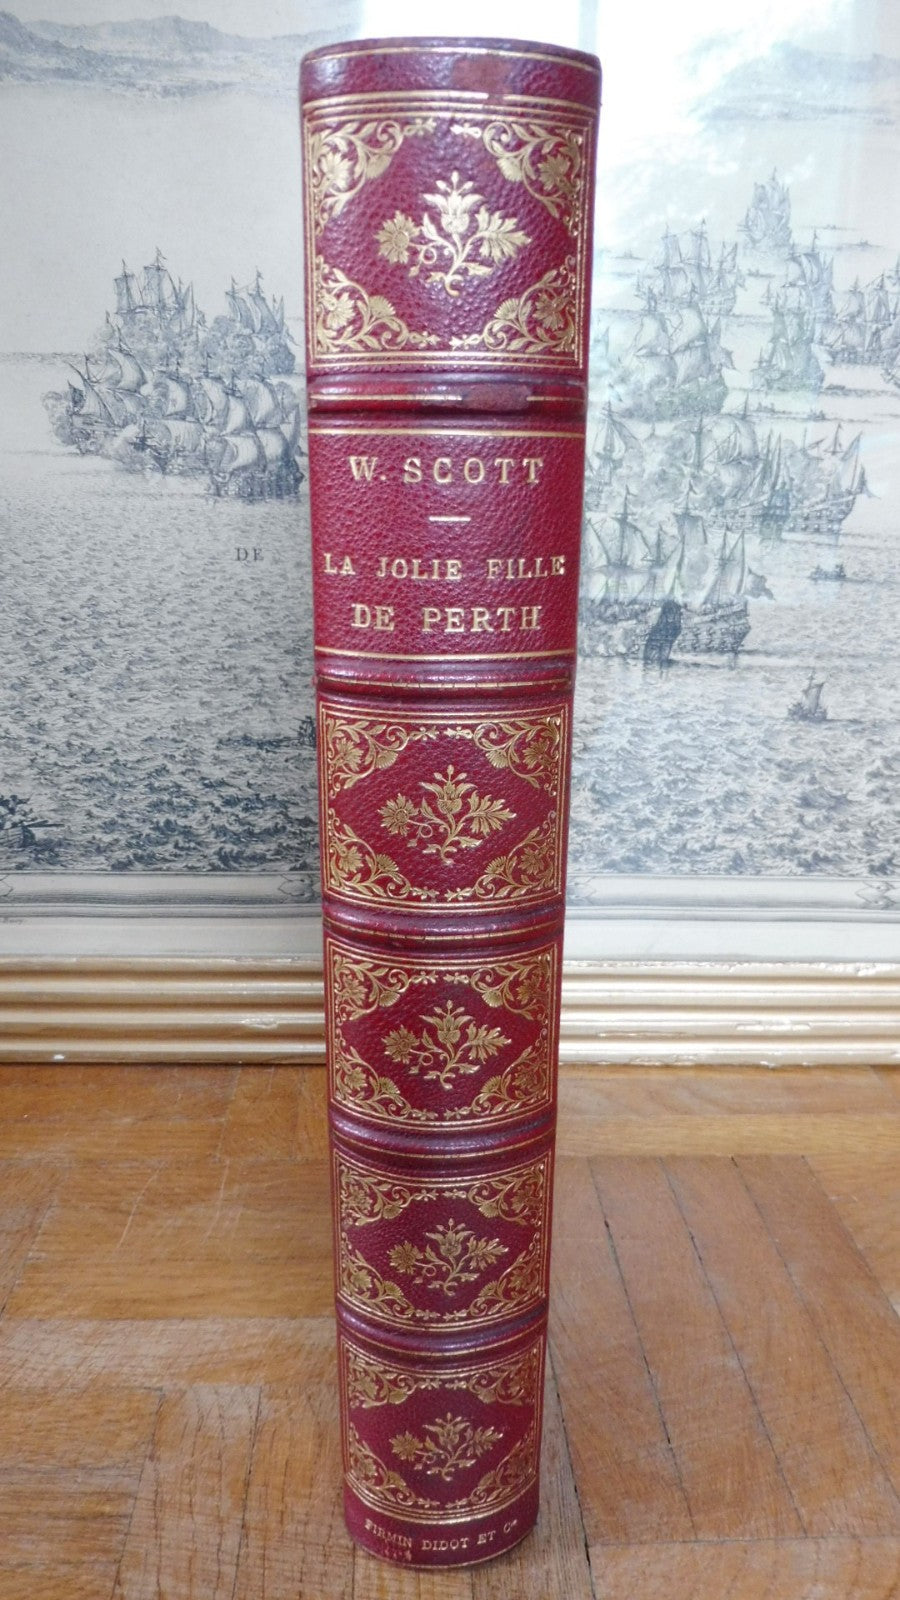 W. SCOTT
LA JOLIE FILLE
DE PERTH
FIRMIN DIDOT ET Cie
DE